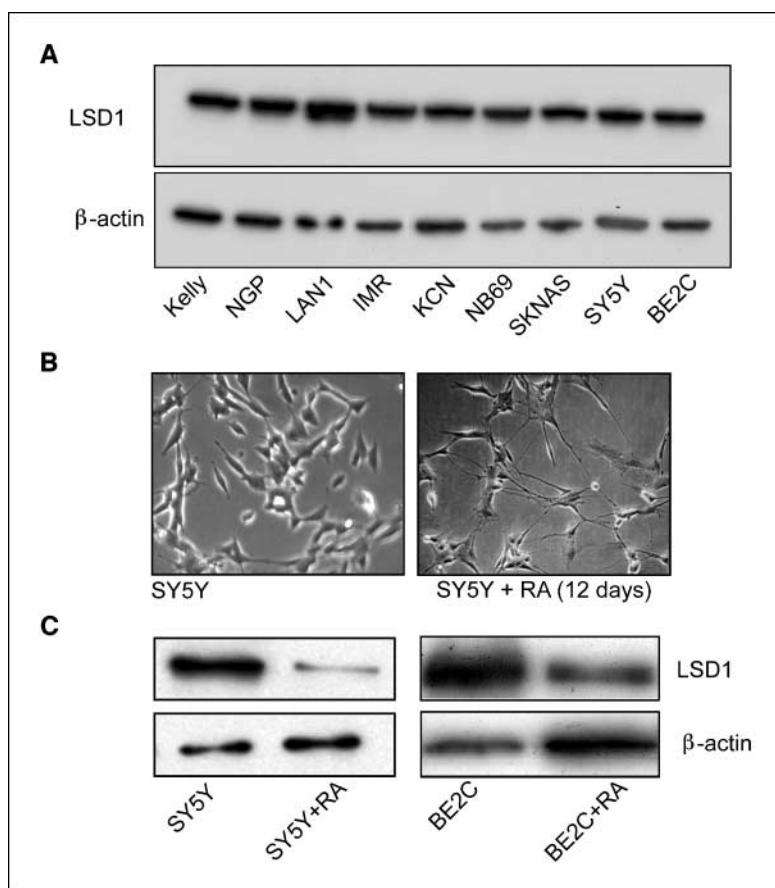 A
LSD1
β-actin
Kelly NGP LAN1 IMR KCN NB69 SKNAS SY5Y BE2C
B
SY5Y SY5Y + RA (12 days)
C
LSD1
β-actin
SY5Y SY5Y+RA BE2C BE2C+RA